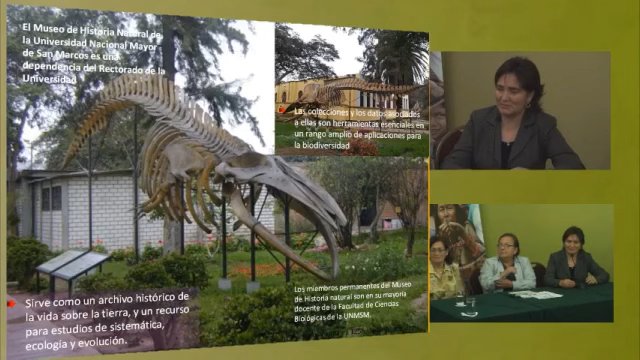 El Museo de Historia Natural de
la Universidad Nacional Mayor
de San Marcos es una
dependencia del Rectorado de la
Universidad
Las colecciones y los datos asociados
a ellas son herramientas esenciales en
un rango amplio de aplicaciones para
la biodiversidad
Sirve como un archivo histórico de
la vida sobre la tierra, y un recurso
para estudios de sistemática,
ecología y evolución.
Los miembros permanentes del Museo
de Historia natural son en su mayoría
docente de la Facultad de Ciencias
Biológicas de la UNMSM.